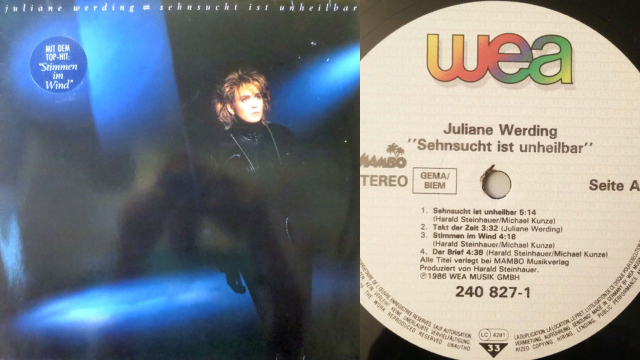 juliane werding = sehnsucht ist unheilbar
MIT DEM
TOP-HIT:
"Stimmen
im
Wind"
wea
Juliane Werding
"Sehnsucht ist unheilbar"
MAMBO
TEREO
GEMA/
BIEM
Seite A
1. Sehnsucht ist unheilbar 5:14
(Harald Steinhauer/Michael Kunze)
2. Takt der Zeit 3:32 (Juliane Werding)
3. Stimmen im Wind 4:18
(Harald Steinhauer/Michael Kunze)
4. Der Brief 4:38 (Harald Steinhauer/Michael Kunze)
Alle Titel verlegt bei MAMBO Musikverlag
Produziert von Harald Steinhauer.
℗1986 WEA MUSIK GMBH
240 827-1
LC 4281
33